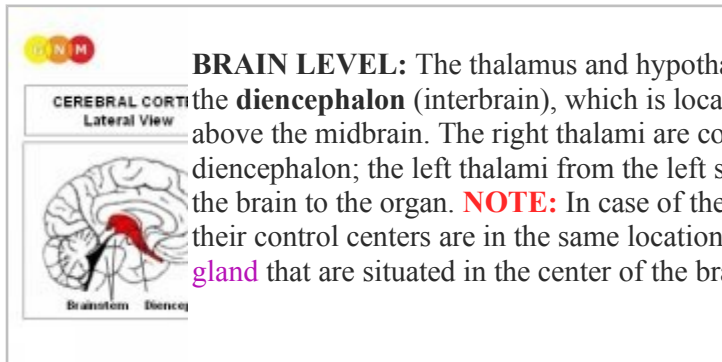 GNM
CEREBRAL CORT
Lateral View
Brainstem Dience
BRAIN LEVEL: The thalamus and hypotha
the diencephalon (interbrain), which is loca
above the midbrain. The right thalami are co
diencephalon; the left thalami from the left s
the brain to the organ. NOTE: In case of the
their control centers are in the same location
gland that are situated in the center of the bra